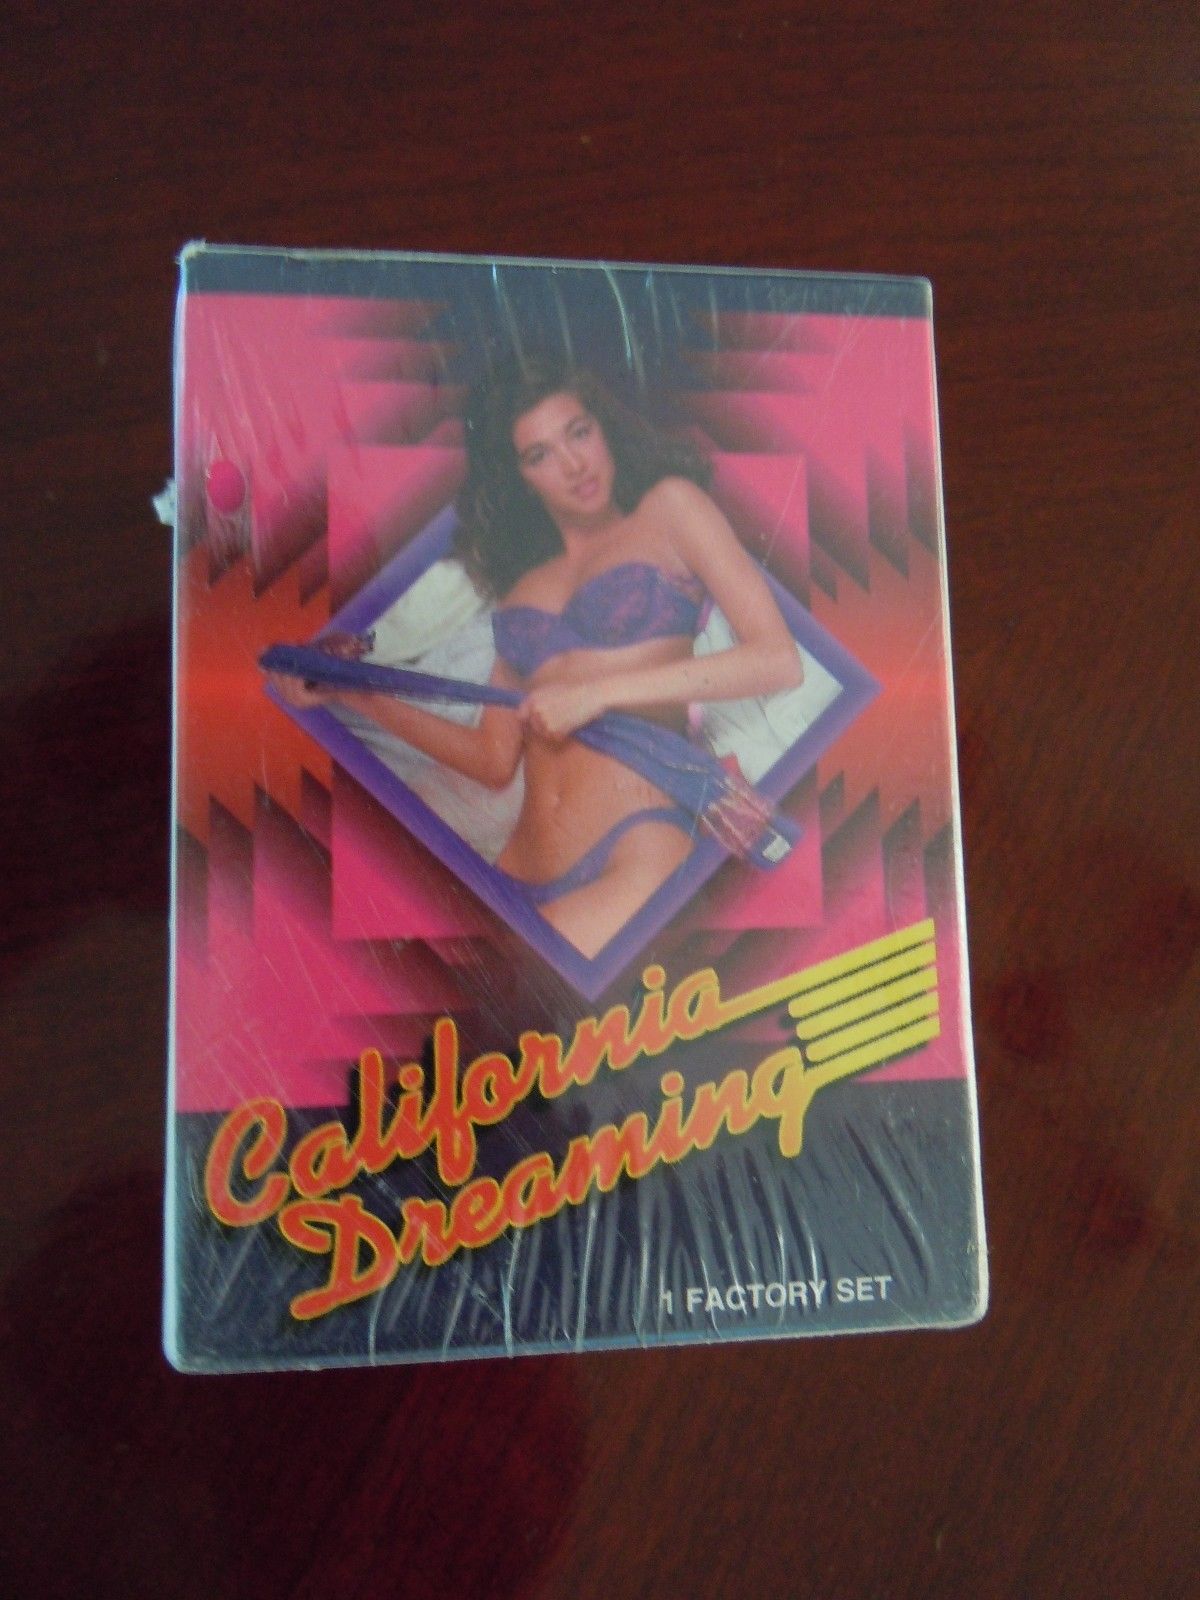 California
Dreaming
1 FACTORY SET